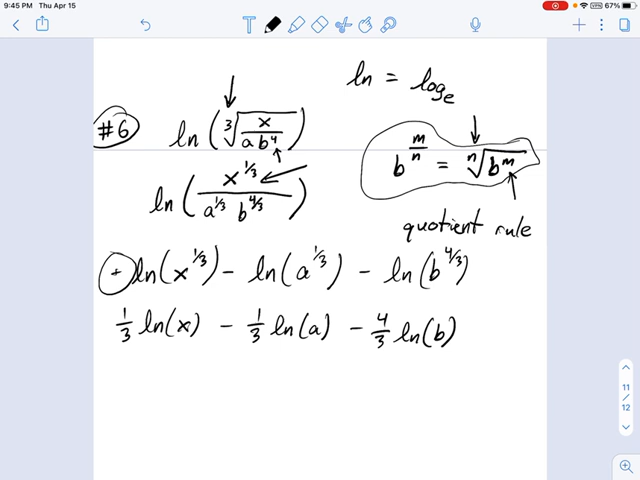 9:45 PM Thu Apr 15
67%
T
ln = log_e
#6
ln(∛(x/(ab⁴)))
b^(m/n) = ⁿ√(b^m)
ln(x^(1/3)/(a^(1/3) b^(4/3)))
quotient rule
+ ln(x^(1/3)) − ln(a^(1/3)) − ln(b^(4/3))
1/3 ln(x) − 1/3 ln(a) − 4/3 ln(b)
11
/
12